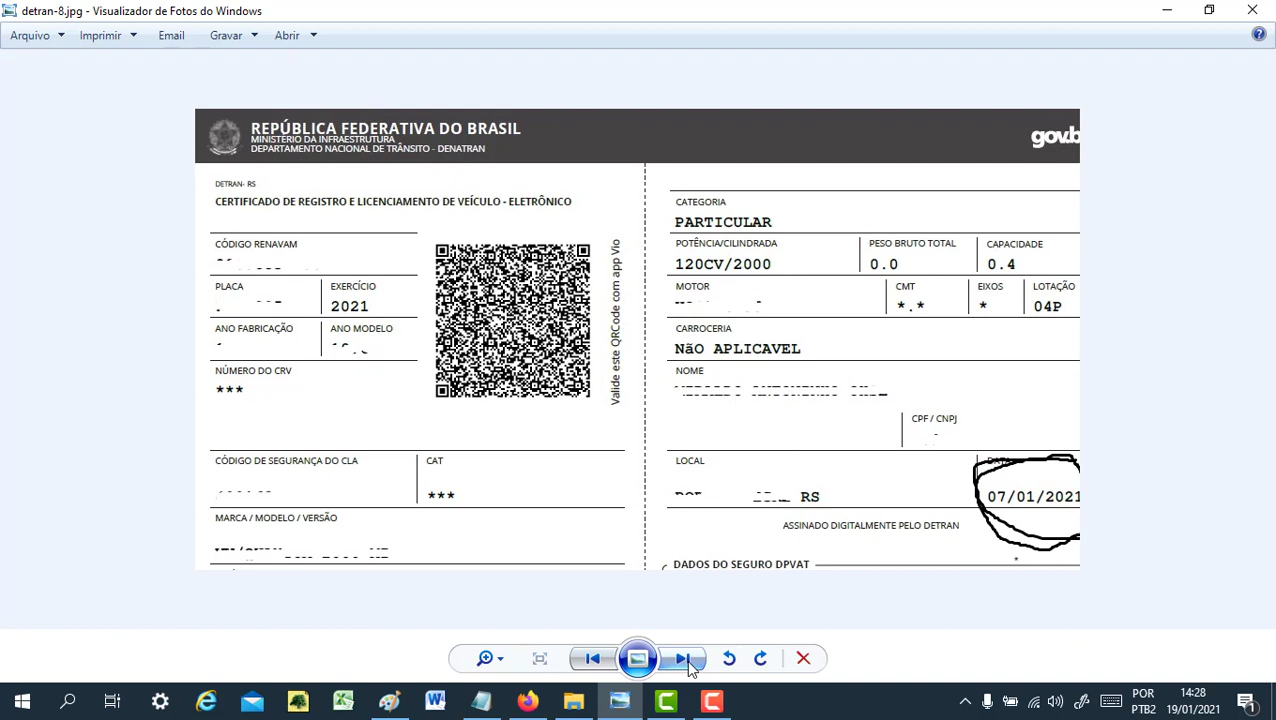 detran-8.jpg - Visualizador de Fotos do Windows
Arquivo Imprimir Email Gravar Abrir
REPÚBLICA FEDERATIVA DO BRASIL
MINISTÉRIO DA INFRAESTRUTURA
DEPARTAMENTO NACIONAL DE TRÂNSITO - DENATRAN
gov.b
DETRAN- RS
CERTIFICADO DE REGISTRO E LICENCIAMENTO DE VEÍCULO - ELETRÔNICO
CÓDIGO RENAVAM
PLACA EXERCÍCIO
2021
ANO FABRICAÇÃO ANO MODELO
NÚMERO DO CRV
***
Valide este QRCode com app Vio
CÓDIGO DE SEGURANÇA DO CLA CAT
***
MARCA / MODELO / VERSÃO
CATEGORIA
PARTICULAR
POTÊNCIA/CILINDRADA PESO BRUTO TOTAL CAPACIDADE
120CV/2000 0.0 0.4
MOTOR CMT EIXOS LOTAÇÃO
*.* * 04P
CARROCERIA
NãO APLICAVEL
NOME
CPF / CNPJ
LOCAL
RS 07/01/2021
ASSINADO DIGITALMENTE PELO DETRAN
*
DADOS DO SEGURO DPVAT
POR 14:28
PTB2 19/01/2021
1